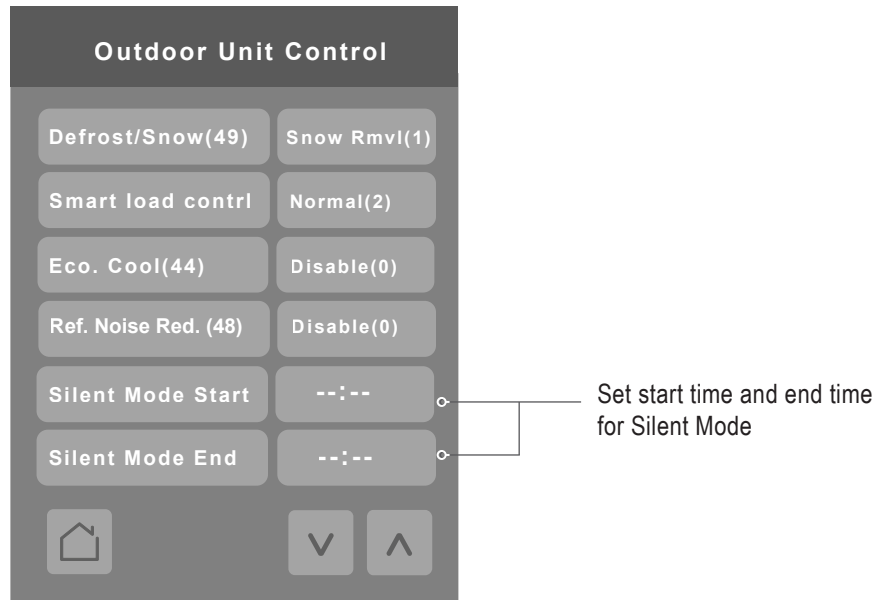 Outdoor Unit Control
Defrost/Snow(49) Snow Rmvl(1)
Smart load contrl Normal(2)
Eco. Cool(44) Disable(0)
Ref. Noise Red. (48) Disable(0)
Silent Mode Start --:--
Silent Mode End --:--
Set start time and end time
for Silent Mode